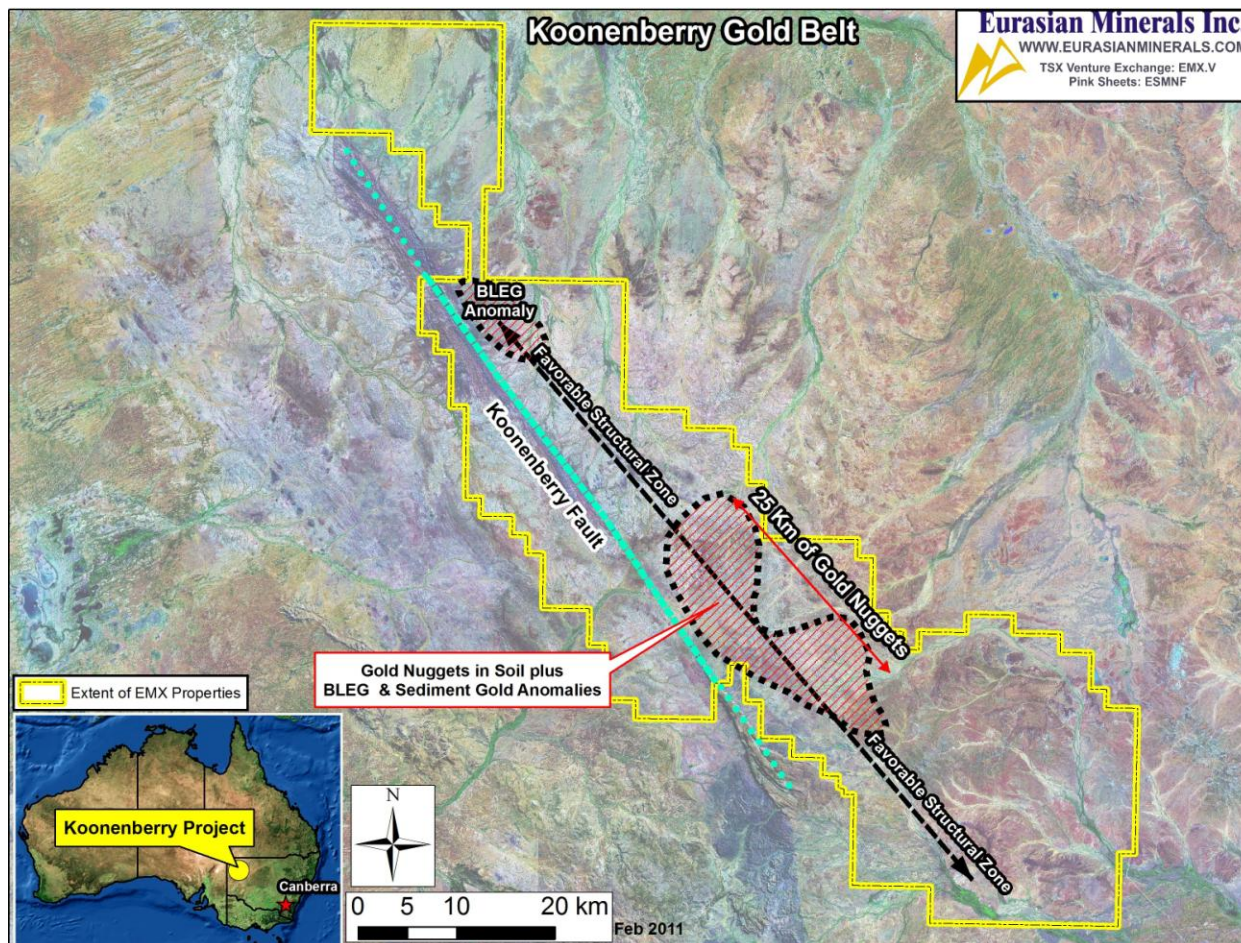 Koonenberry Gold Belt
Eurasian Minerals Inc
WWW.EURASIANMINERALS.COM
TSX Venture Exchange: EMX.V
Pink Sheets: ESMNF
BLEG
Anomaly
Favorable Structural Zone
Koonenberry Fault
25 Km of Gold Nuggets
Gold Nuggets in Soil plus
BLEG & Sediment Gold Anomalies
Favorable Structural Zone
Extent of EMX Properties
Koonenberry Project
Canberra
N
0 5 10 20 km
Feb 2011